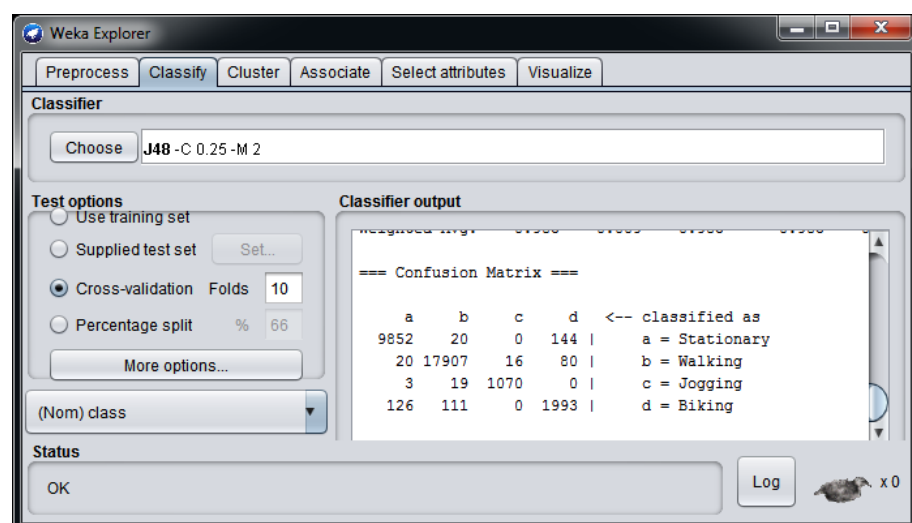 Weka Explorer
Preprocess Classify Cluster Associate Select attributes Visualize
Classifier
Choose J48 -C 0.25 -M 2
Test options
Use training set
Supplied test set Set...
Cross-validation Folds 10
Percentage split % 66
More options...
(Nom) class
Classifier output
=== Confusion Matrix ===
a b c d <-- classified as
9852 20 0 144 | a = Stationary
20 17907 16 80 | b = Walking
3 19 1070 0 | c = Jogging
126 111 0 1993 | d = Biking
Status
OK
Log x 0